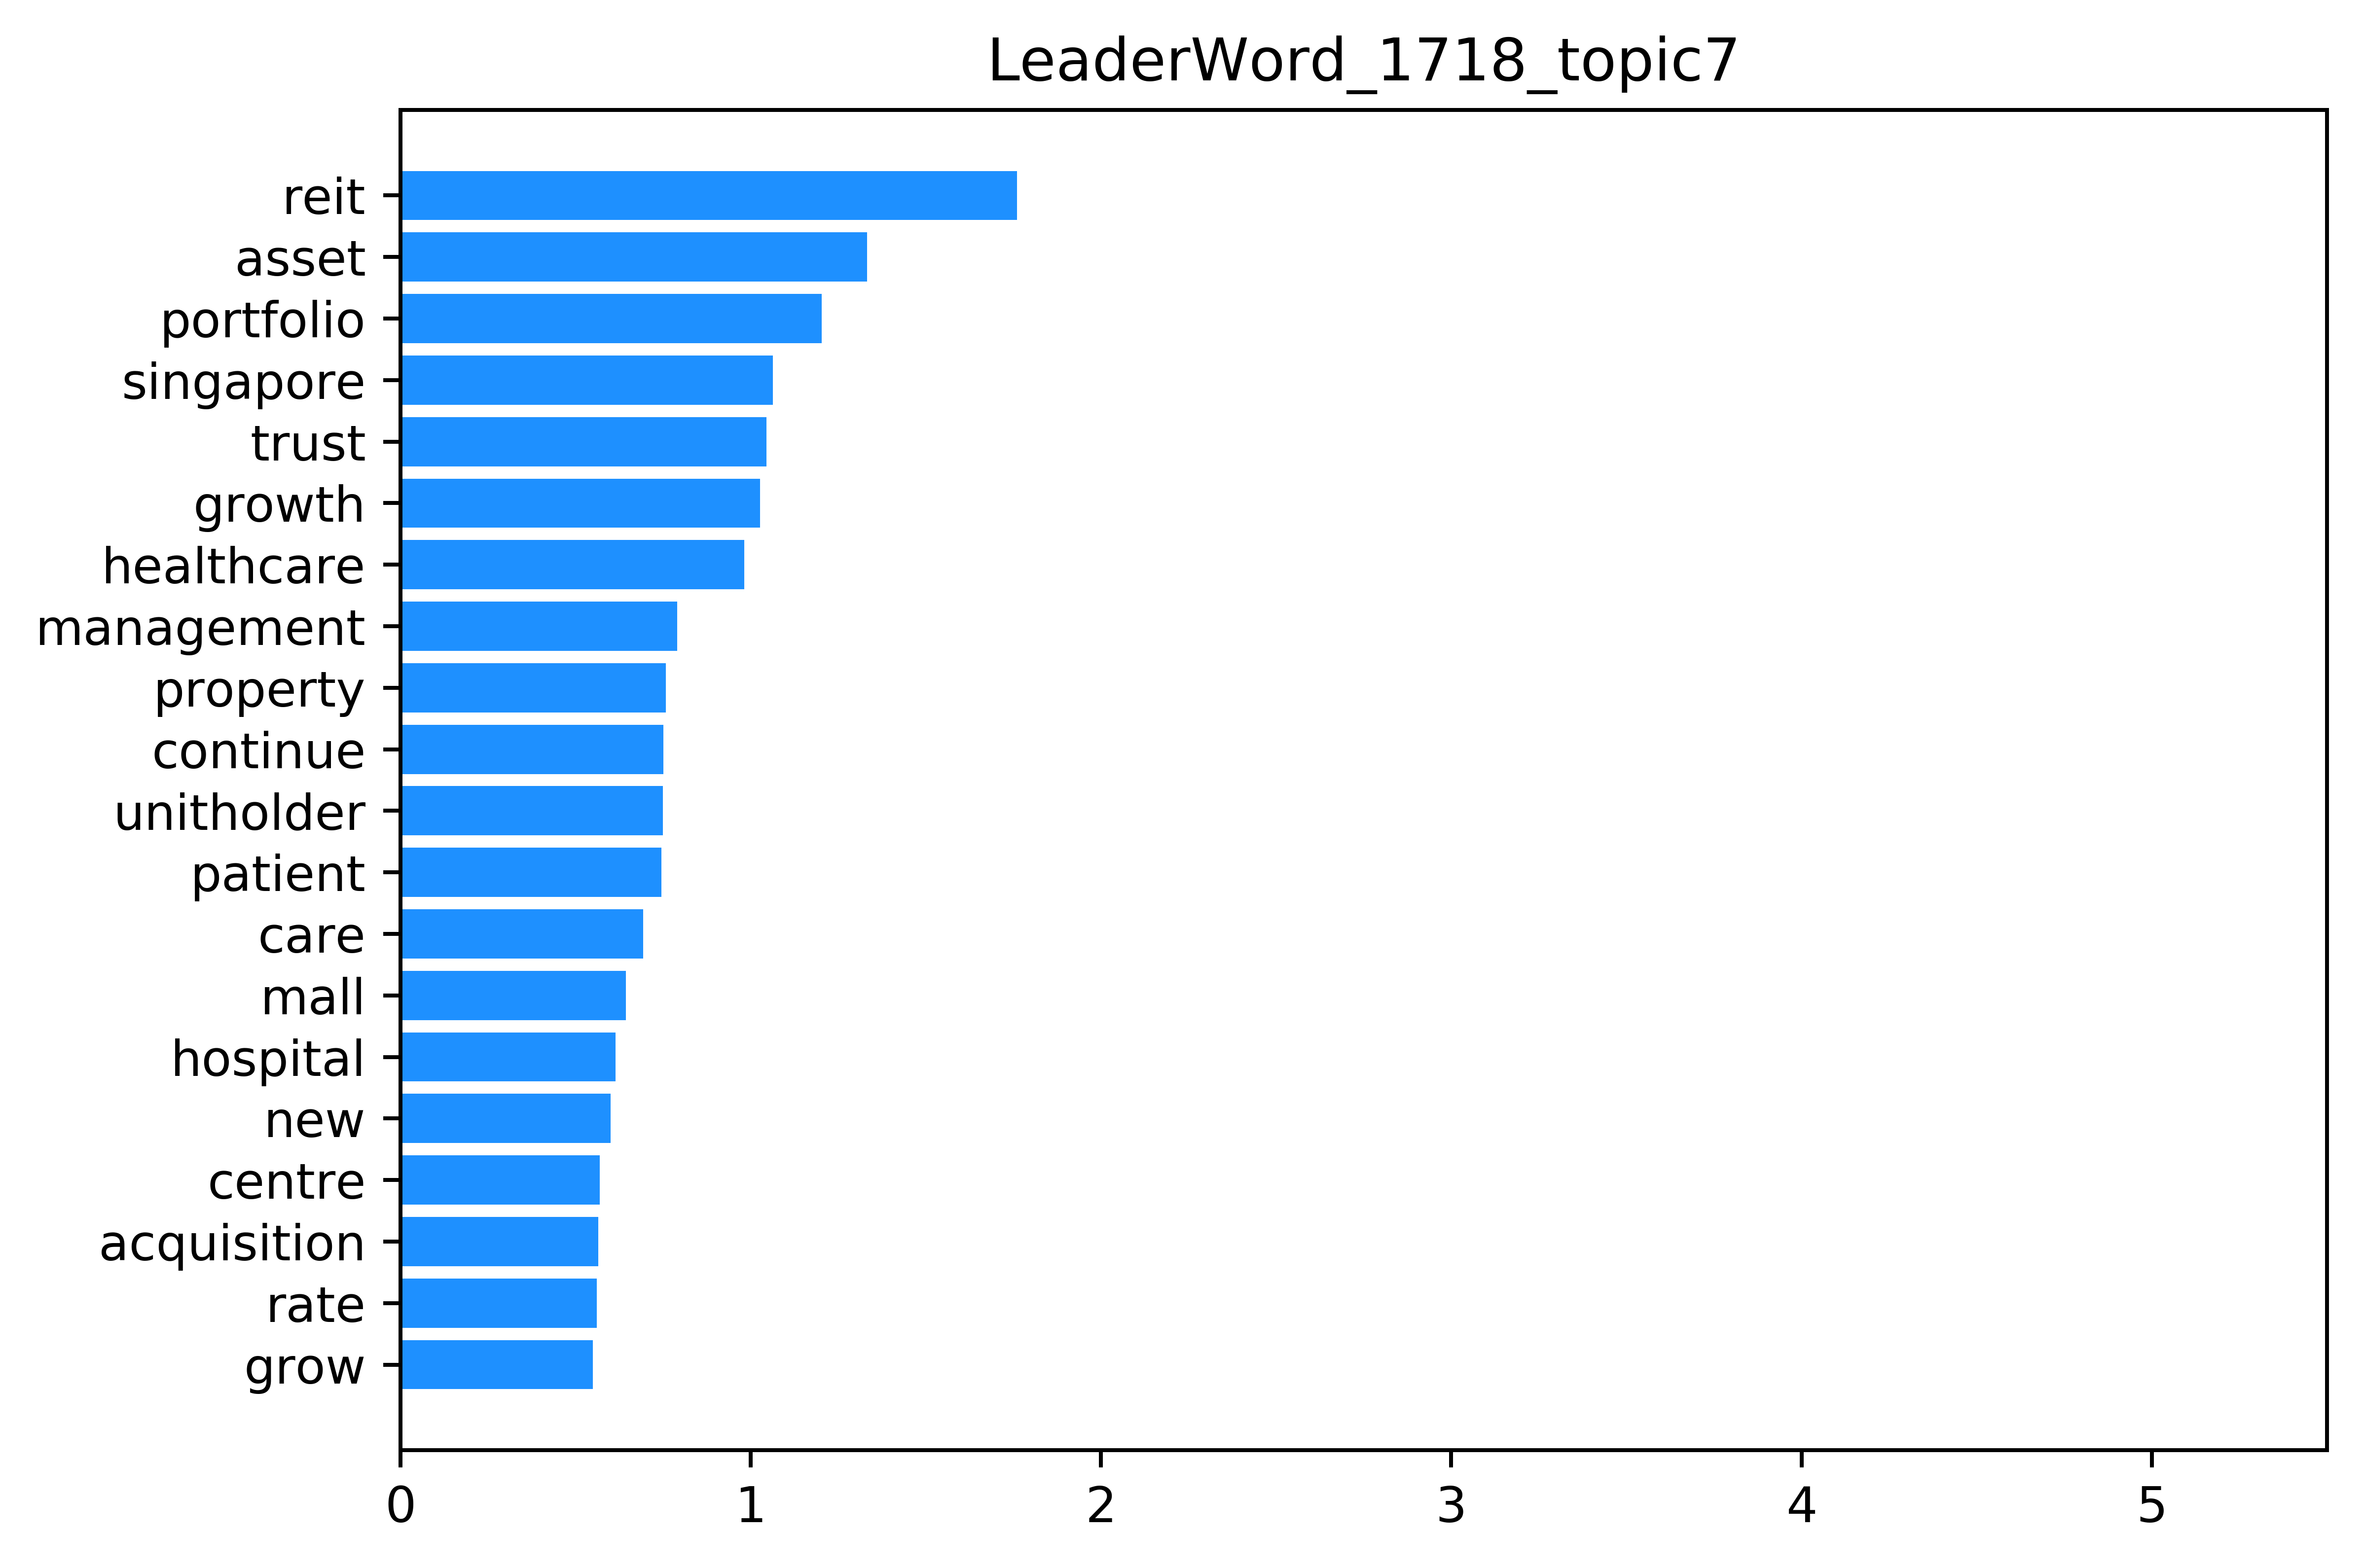 LeaderWord_1718_topic7
reit
asset
portfolio
singapore
trust
growth
healthcare
management
property
continue
unitholder
patient
care
mall
hospital
new
centre
acquisition
rate
grow
0 1 2 3 4 5